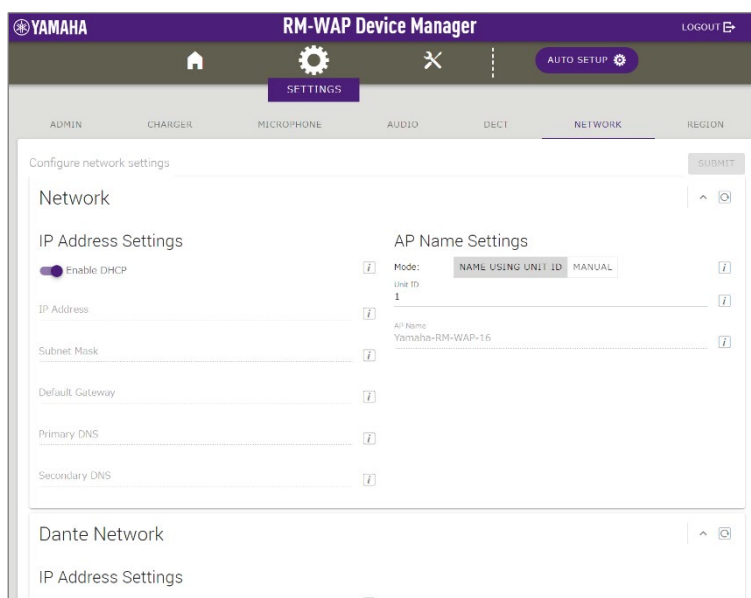 YAMAHA RM-WAP Device Manager LOGOUT
AUTO SETUP
SETTINGS
ADMIN CHARGER MICROPHONE AUDIO DECT NETWORK REGION
Configure network settings SUBMIT
Network
IP Address Settings
Enable DHCP
IP Address
Subnet Mask
Default Gateway
Primary DNS
Secondary DNS
AP Name Settings
Mode: NAME USING UNIT ID MANUAL
Unit ID
1
AP Name
Yamaha-RM-WAP-16
Dante Network
IP Address Settings